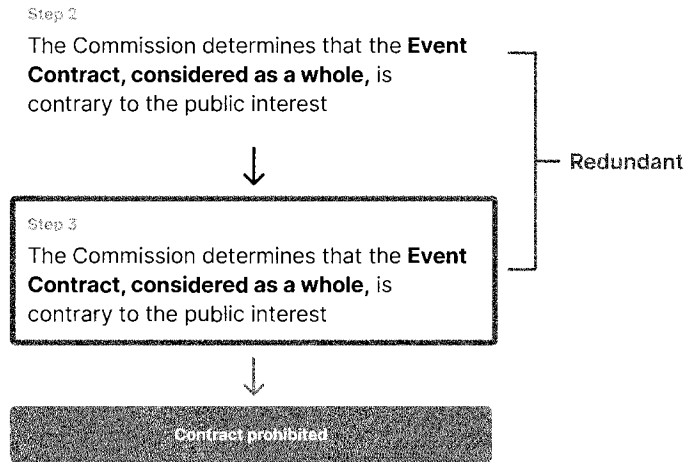 Step 2
The Commission determines that the Event
Contract, considered as a whole, is
contrary to the public interest
Redundant
Step 3
The Commission determines that the Event
Contract, considered as a whole, is
contrary to the public interest
Contract prohibited